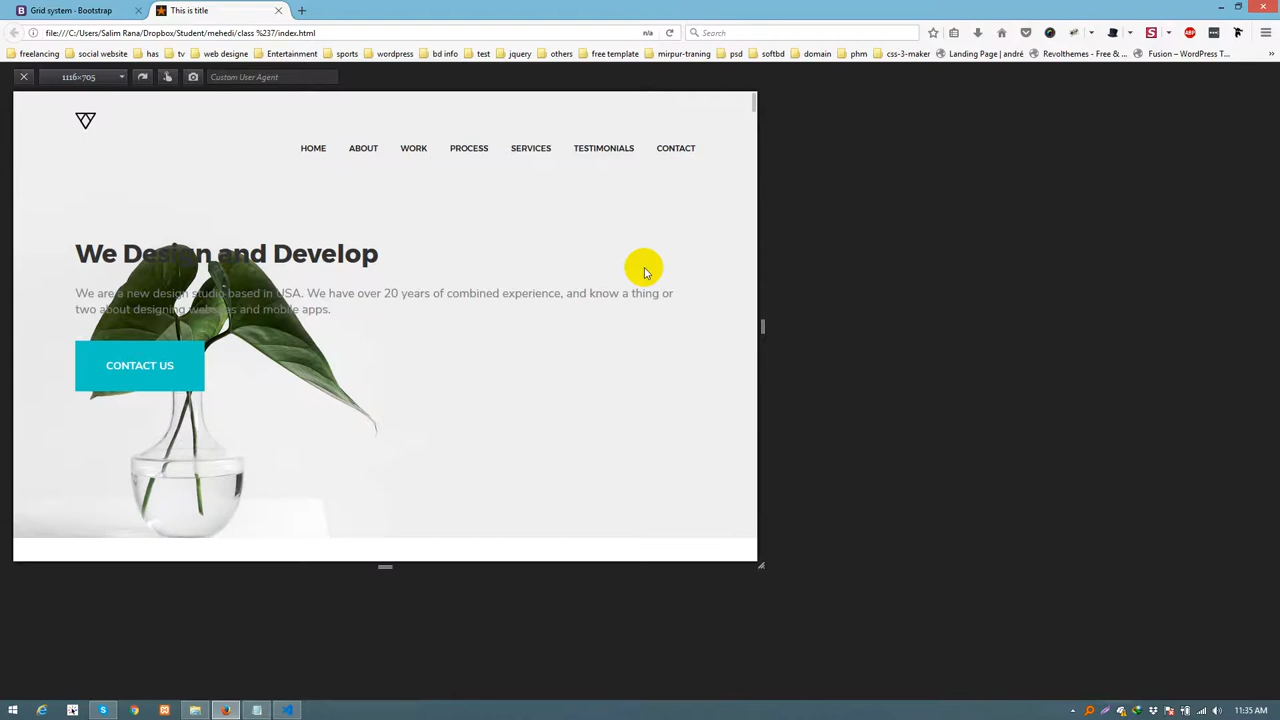 Grid system - Bootstrap
This is title
file:///C:/Users/Salim Rana/Dropbox/Student/mehedi/class %237/index.html
n/a
Search
freelancing
social website
has
tv
web designe
Entertainment
sports
wordpress
bd info
test
jquery
others
free template
mirpur-traning
psd
softbd
domain
phm
css-3-maker
Landing Page | andré
Revolthemes - Free & ...
Fusion – WordPress T...
1116×705
Custom User Agent
HOME ABOUT WORK PROCESS SERVICES TESTIMONIALS CONTACT
We Design and Develop
We are a new design studio based in USA. We have over 20 years of combined experience, and know a thing or
two about designing websites and mobile apps.
CONTACT US
11:35 AM